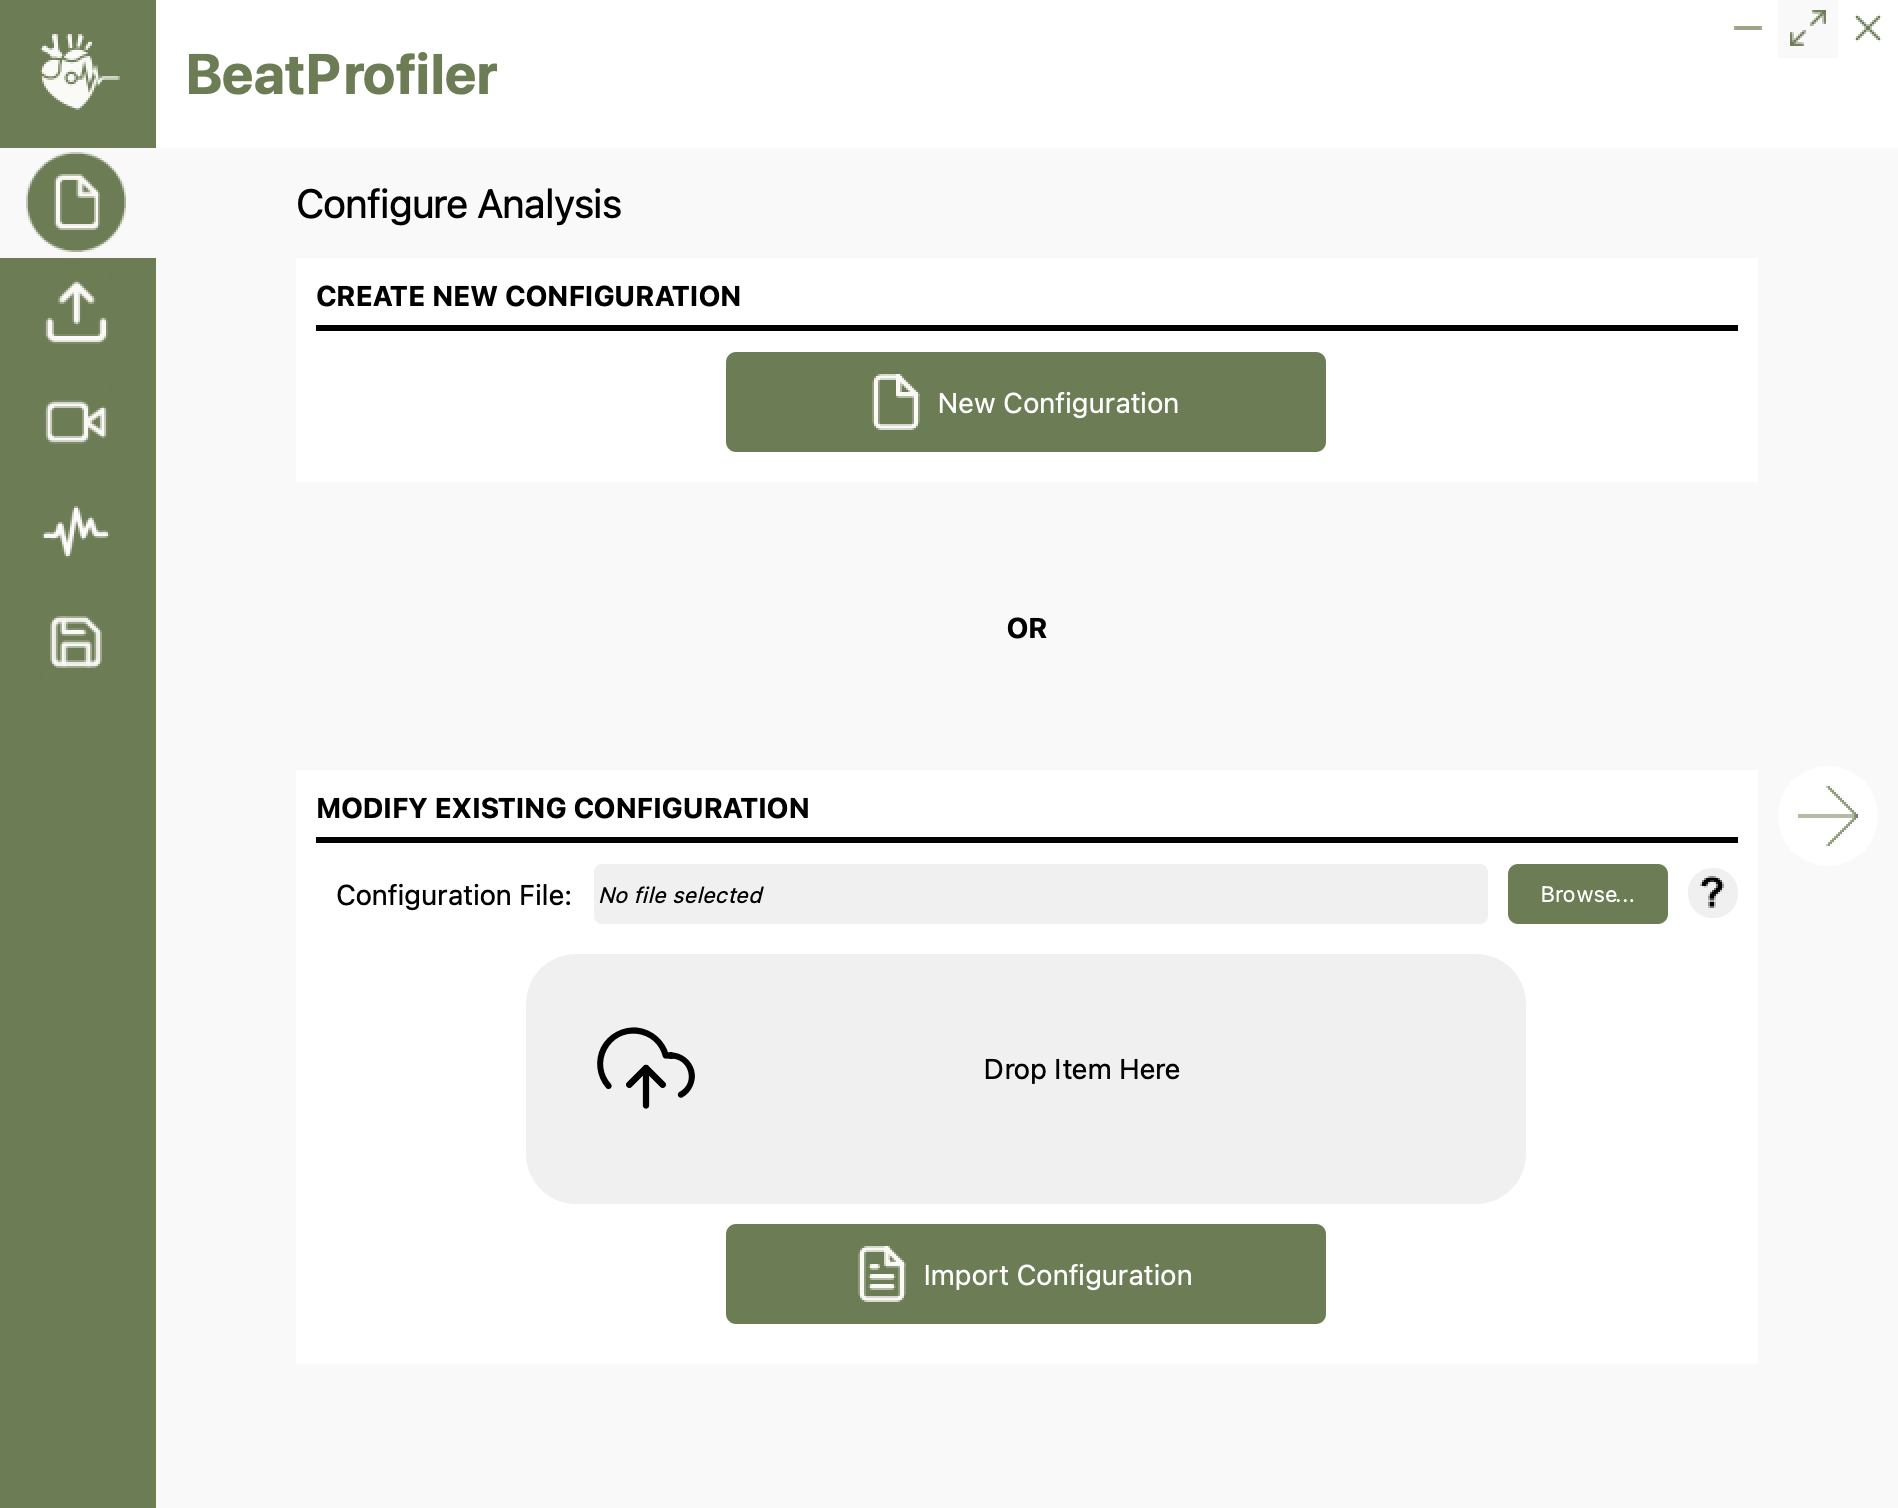 BeatProfiler
Configure Analysis
CREATE NEW CONFIGURATION
New Configuration
OR
MODIFY EXISTING CONFIGURATION
Configuration File: No file selected Browse... ?
Drop Item Here
Import Configuration